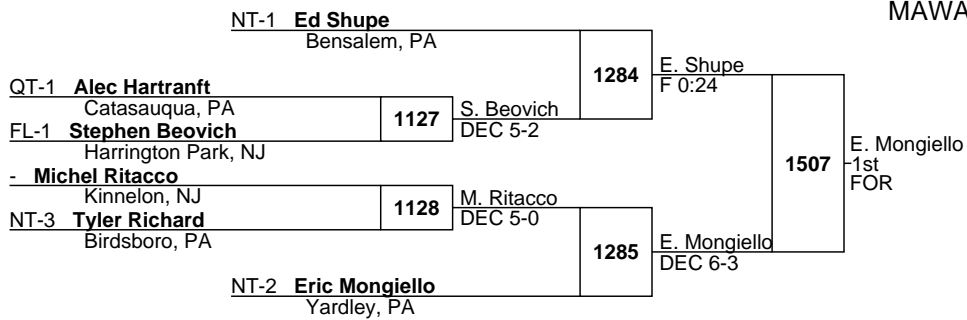 MAWA
NT-1 Ed Shupe
Bensalem, PA
1284
E. Shupe
F 0:24
QT-1 Alec Hartranft
Catasauqua, PA
1127
S. Beovich
DEC 5-2
FL-1 Stephen Beovich
Harrington Park, NJ
1507
E. Mongiello
1st
FOR
- Michel Ritacco
Kinnelon, NJ
1128
M. Ritacco
DEC 5-0
NT-3 Tyler Richard
Birdsboro, PA
1285
E. Mongiello
DEC 6-3
NT-2 Eric Mongiello
Yardley, PA